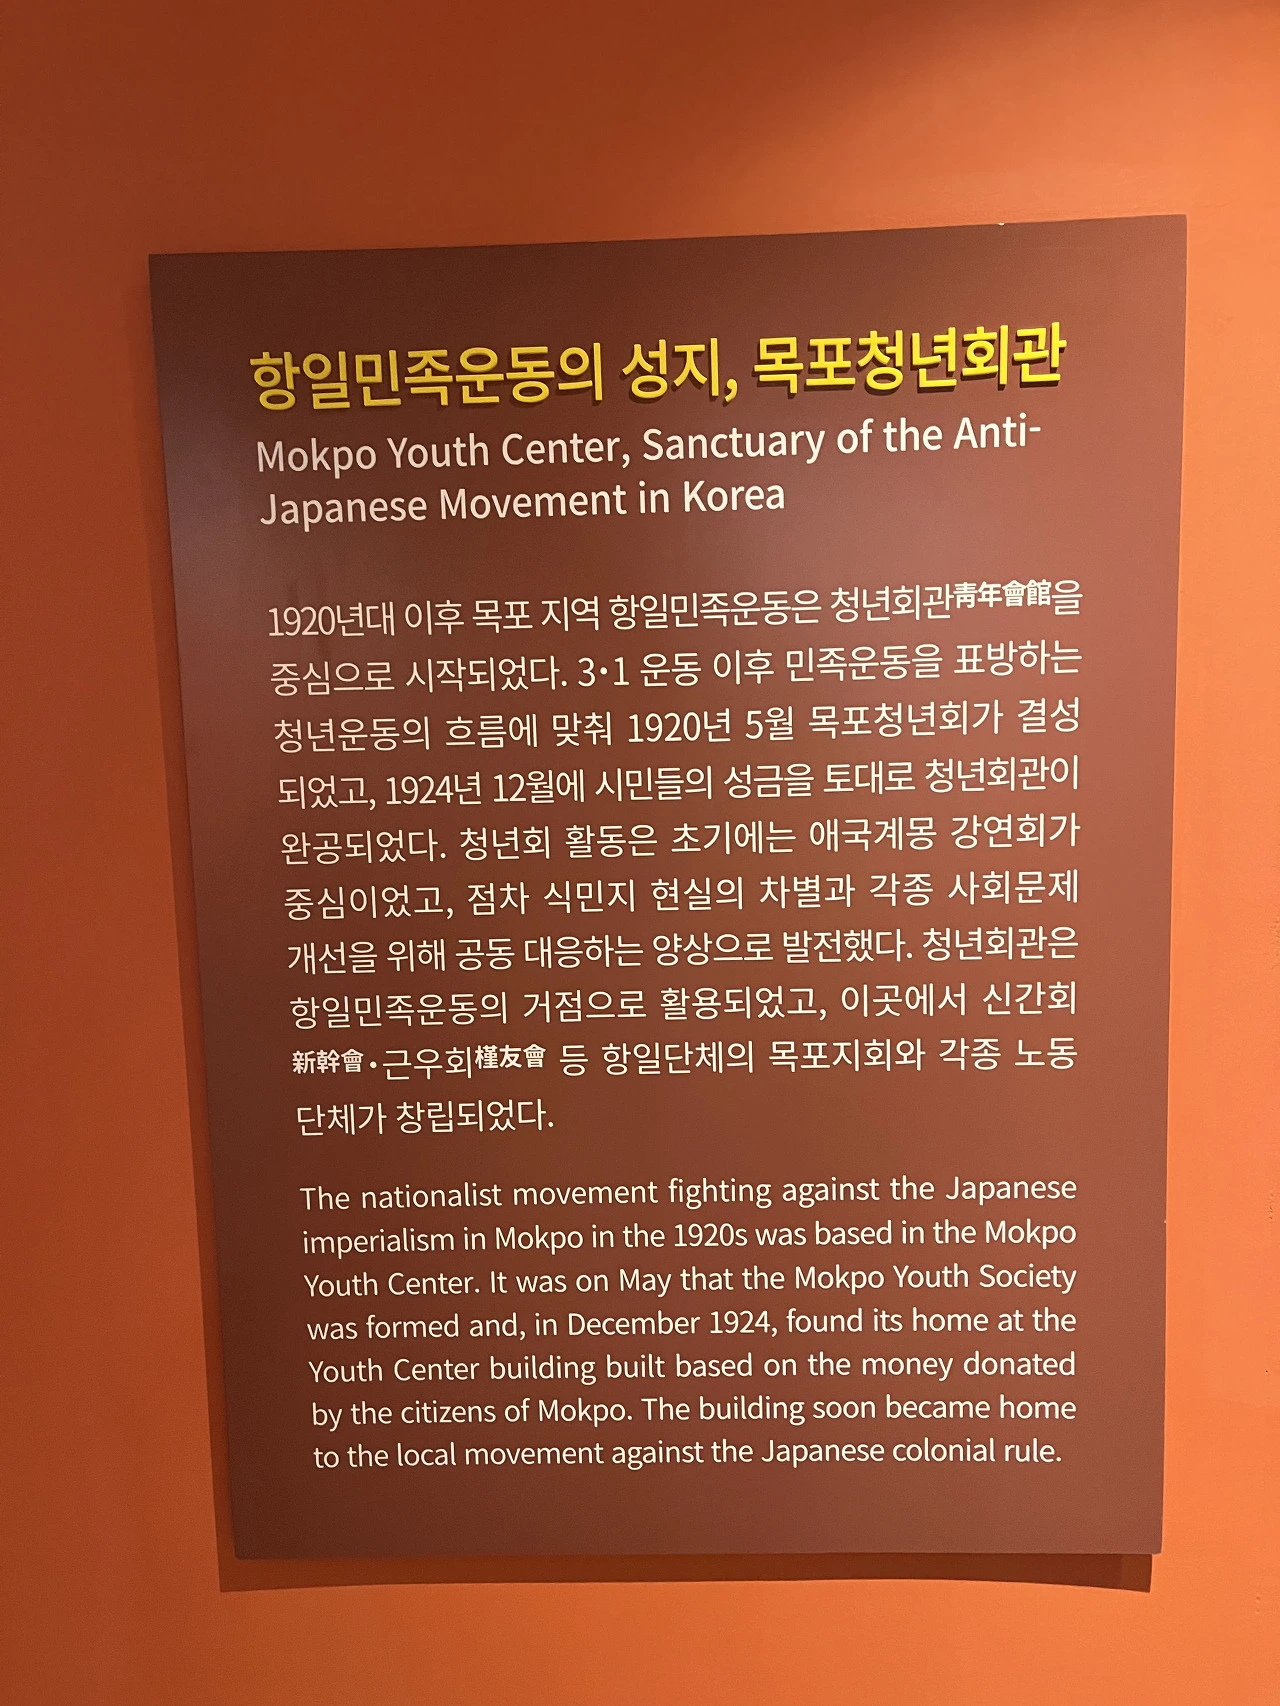 항일민족운동의 성지, 목포청년회관
Mokpo Youth Center, Sanctuary of the Anti-
Japanese Movement in Korea
1920년대 이후 목포 지역 항일민족운동은 청년회관靑年會館을
중심으로 시작되었다. 3·1 운동 이후 민족운동을 표방하는
청년운동의 흐름에 맞춰 1920년 5월 목포청년회가 결성
되었고, 1924년 12월에 시민들의 성금을 토대로 청년회관이
완공되었다. 청년회 활동은 초기에는 애국계몽 강연회가
중심이었고, 점차 식민지 현실의 차별과 각종 사회문제
개선을 위해 공동 대응하는 양상으로 발전했다. 청년회관은
항일민족운동의 거점으로 활용되었고, 이곳에서 신간회
新幹會·근우회槿友會 등 항일단체의 목포지회와 각종 노동
단체가 창립되었다.
The nationalist movement fighting against the Japanese
imperialism in Mokpo in the 1920s was based in the Mokpo
Youth Center. It was on May that the Mokpo Youth Society
was formed and, in December 1924, found its home at the
Youth Center building built based on the money donated
by the citizens of Mokpo. The building soon became home
to the local movement against the Japanese colonial rule.